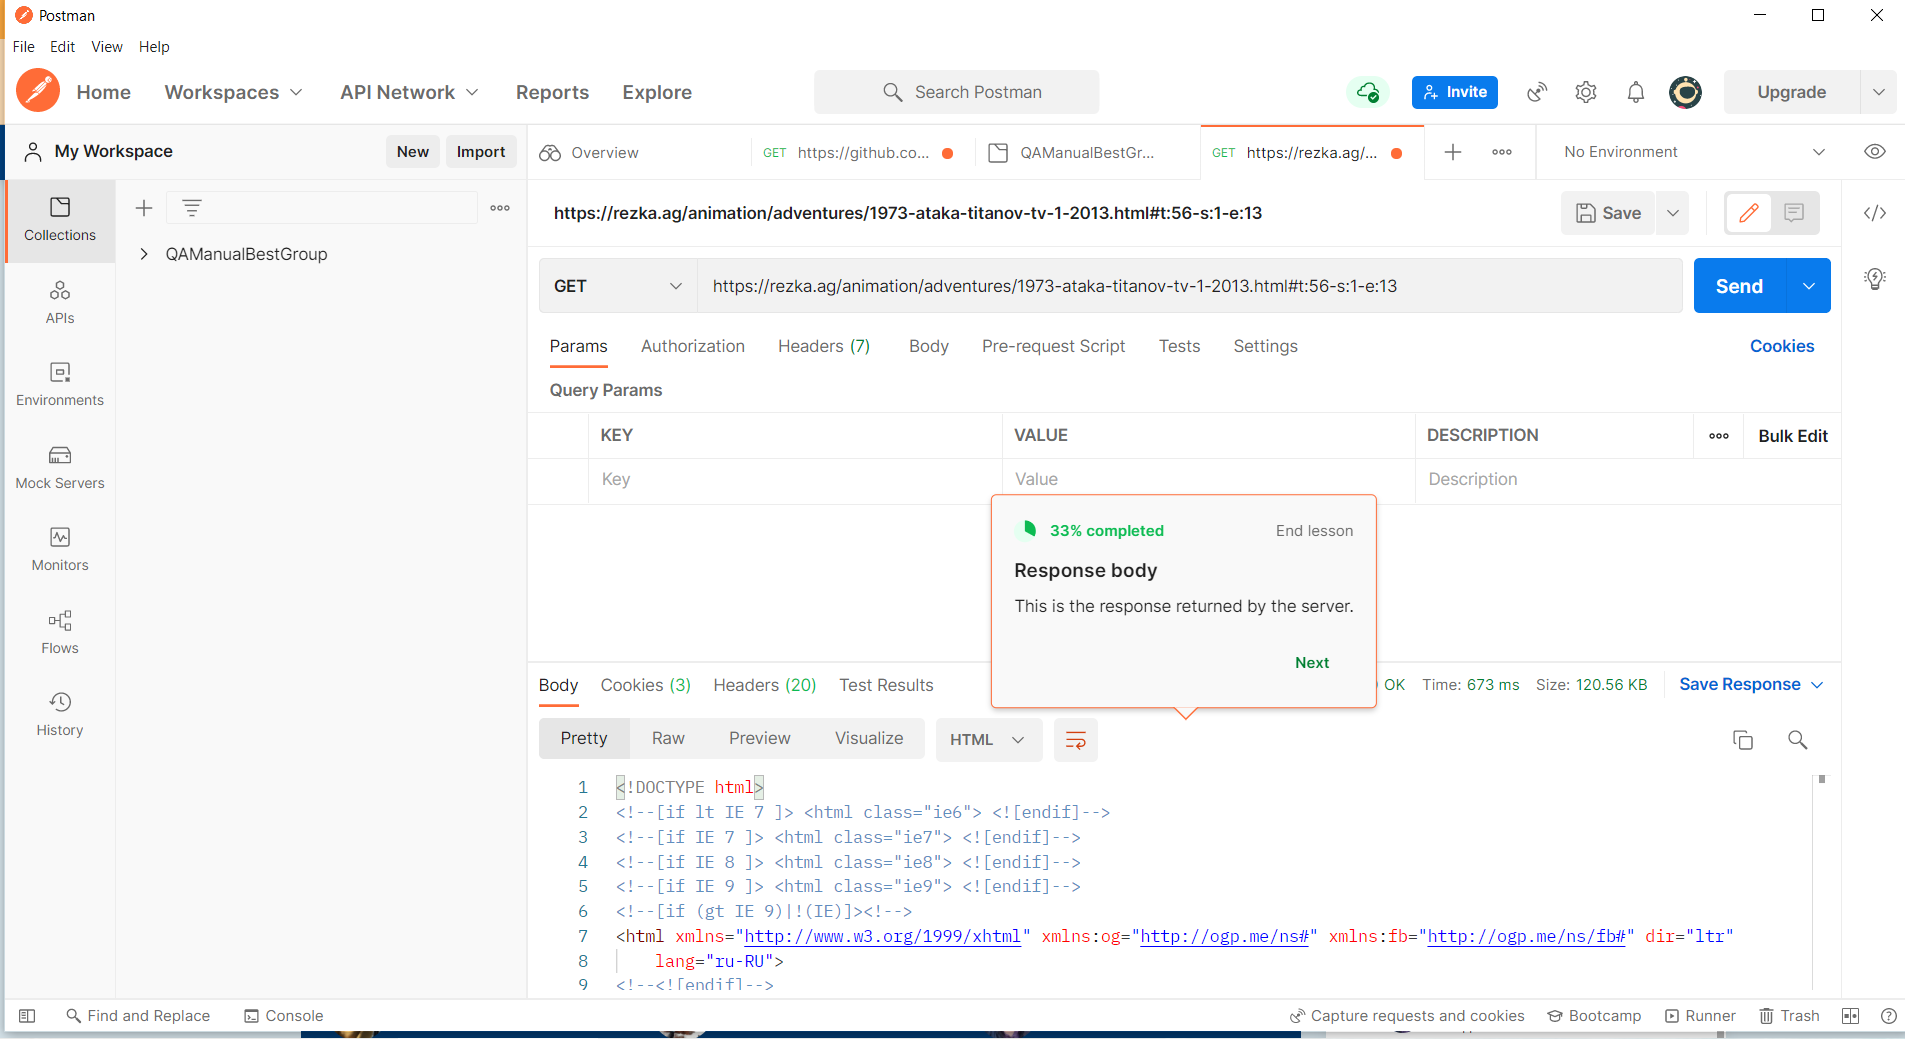 Postman
File Edit View Help
Home Workspaces API Network Reports Explore Search Postman Invite Upgrade
My Workspace New Import Overview GET https://github.co... QAManualBestGr... GET https://rezka.ag/... No Environment
Collections
https://rezka.ag/animation/adventures/1973-ataka-titanov-tv-1-2013.html#t:56-s:1-e:13 Save
QAManualBestGroup
GET https://rezka.ag/animation/adventures/1973-ataka-titanov-tv-1-2013.html#t:56-s:1-e:13 Send
APIs
Params Authorization Headers (7) Body Pre-request Script Tests Settings Cookies
Query Params
Environments
KEY VALUE DESCRIPTION Bulk Edit
Key Value Description
Mock Servers
33% completed End lesson
Response body
Monitors
This is the response returned by the server.
Flows
Next
Body Cookies (3) Headers (20) Test Results OK Time: 673 ms Size: 120.56 KB Save Response
History
Pretty Raw Preview Visualize HTML
1 <!DOCTYPE html>
2 <!--[if lt IE 7 ]> <html class="ie6"> <![endif]-->
3 <!--[if IE 7 ]> <html class="ie7"> <![endif]-->
4 <!--[if IE 8 ]> <html class="ie8"> <![endif]-->
5 <!--[if IE 9 ]> <html class="ie9"> <![endif]-->
6 <!--[if (gt IE 9)|!(IE)]><!-->
7 <html xmlns="http://www.w3.org/1999/xhtml" xmlns:og="http://ogp.me/ns#" xmlns:fb="http://ogp.me/ns/fb#" dir="ltr"
8 lang="ru-RU">
9 <!--<![endif]-->
Find and Replace Console Capture requests and cookies Bootcamp Runner Trash